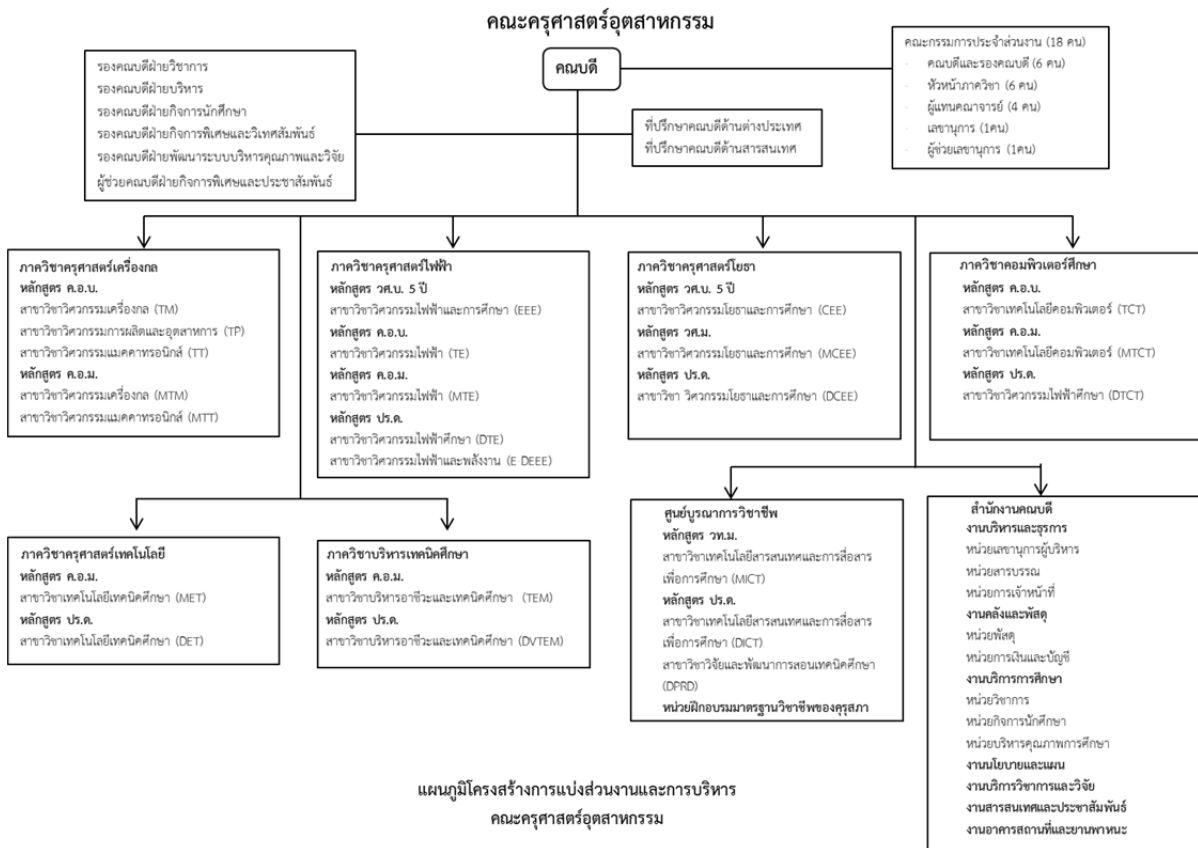 คณะครุศาสตร์อุตสาหกรรม
คณบดี
รองคณบดีฝ่ายวิชาการ
รองคณบดีฝ่ายบริหาร
รองคณบดีฝ่ายกิจการนักศึกษา
รองคณบดีฝ่ายกิจการพิเศษและวิเทศสัมพันธ์
รองคณบดีฝ่ายพัฒนาระบบบริหารคุณภาพและวิจัย
ผู้ช่วยคณบดีฝ่ายกิจการพิเศษและประชาสัมพันธ์
ที่ปรึกษาคณบดีด้านต่างประเทศ
ที่ปรึกษาคณบดีด้านสารสนเทศ
คณะกรรมการประจำส่วนงาน (18 คน)
คณบดีและรองคณบดี (6 คน)
หัวหน้าภาควิชา (6 คน)
ผู้แทนคณาจารย์ (4 คน)
เลขานุการ (1คน)
ผู้ช่วยเลขานุการ (1คน)
ภาควิชาครุศาสตร์เครื่องกล
หลักสูตร ค.อ.บ.
สาขาวิชาวิศวกรรมเครื่องกล (TM)
สาขาวิชาวิศวกรรมการผลิตและอุตสาหการ (TP)
สาขาวิชาวิศวกรรมแมคคาทรอนิกส์ (TT)
หลักสูตร ค.อ.ม.
สาขาวิชาวิศวกรรมเครื่องกล (MTM)
สาขาวิชาวิศวกรรมแมคคาทรอนิกส์ (MTT)
ภาควิชาครุศาสตร์ไฟฟ้า
หลักสูตร วศ.บ. 5 ปี
สาขาวิชาวิศวกรรมไฟฟ้าและการศึกษา (EEE)
หลักสูตร ค.อ.บ.
สาขาวิชาวิศวกรรมไฟฟ้า (TE)
หลักสูตร ค.อ.ม.
สาขาวิชาวิศวกรรมไฟฟ้า (MTE)
หลักสูตร ปร.ด.
สาขาวิชาวิศวกรรมไฟฟ้าศึกษา (DTE)
สาขาวิชาวิศวกรรมไฟฟ้าและพลังงาน (E DEEE)
ภาควิชาครุศาสตร์โยธา
หลักสูตร วศ.บ. 5 ปี
สาขาวิชาวิศวกรรมโยธาและการศึกษา (CEE)
หลักสูตร วศ.ม.
สาขาวิชาวิศวกรรมโยธาและการศึกษา (MCEE)
หลักสูตร ปร.ด.
สาขาวิชา วิศวกรรมโยธาและการศึกษา (DCEE)
ภาควิชาคอมพิวเตอร์ศึกษา
หลักสูตร ค.อ.บ.
สาขาวิชาเทคโนโลยีคอมพิวเตอร์ (TCT)
หลักสูตร ค.อ.ม.
สาขาวิชาเทคโนโลยีคอมพิวเตอร์ (MTCT)
หลักสูตร ปร.ด.
สาขาวิชาวิศวกรรมไฟฟ้าศึกษา (DTCT)
ภาควิชาครุศาสตร์เทคโนโลยี
หลักสูตร ค.อ.ม.
สาขาวิชาเทคโนโลยีเทคนิคศึกษา (MET)
หลักสูตร ปร.ด.
สาขาวิชาเทคโนโลยีเทคนิคศึกษา (DET)
ภาควิชาบริหารเทคนิคศึกษา
หลักสูตร ค.อ.ม.
สาขาวิชาบริหารอาชีวะและเทคนิคศึกษา (TEM)
หลักสูตร ปร.ด.
สาขาวิชาบริหารอาชีวะและเทคนิคศึกษา (DVTEM)
ศูนย์บูรณาการวิชาชีพ
หลักสูตร วท.ม.
สาขาวิชาเทคโนโลยีสารสนเทศและการสื่อสาร
เพื่อการศึกษา (MICT)
หลักสูตร ปร.ด.
สาขาวิชาเทคโนโลยีสารสนเทศและการสื่อสาร
เพื่อการศึกษา (DICT)
สาขาวิชาวิจัยและพัฒนาการสอนเทคนิคศึกษา
(DPRD)
หน่วยฝึกอบรมมาตรฐานวิชาชีพของคุรุสภา
สำนักงานคณบดี
งานบริหารและธุรการ
หน่วยเลขานุการผู้บริหาร
หน่วยสารบรรณ
หน่วยการเจ้าหน้าที่
งานคลังและพัสดุ
หน่วยพัสดุ
หน่วยการเงินและบัญชี
งานบริการการศึกษา
หน่วยวิชาการ
หน่วยกิจการนักศึกษา
หน่วยบริหารคุณภาพการศึกษา
งานนโยบายและแผน
งานบริการวิชาการและวิจัย
งานสารสนเทศและประชาสัมพันธ์
งานอาคารสถานที่และยานพาหนะ
แผนภูมิโครงสร้างการแบ่งส่วนงานและการบริหาร
คณะครุศาสตร์อุตสาหกรรม